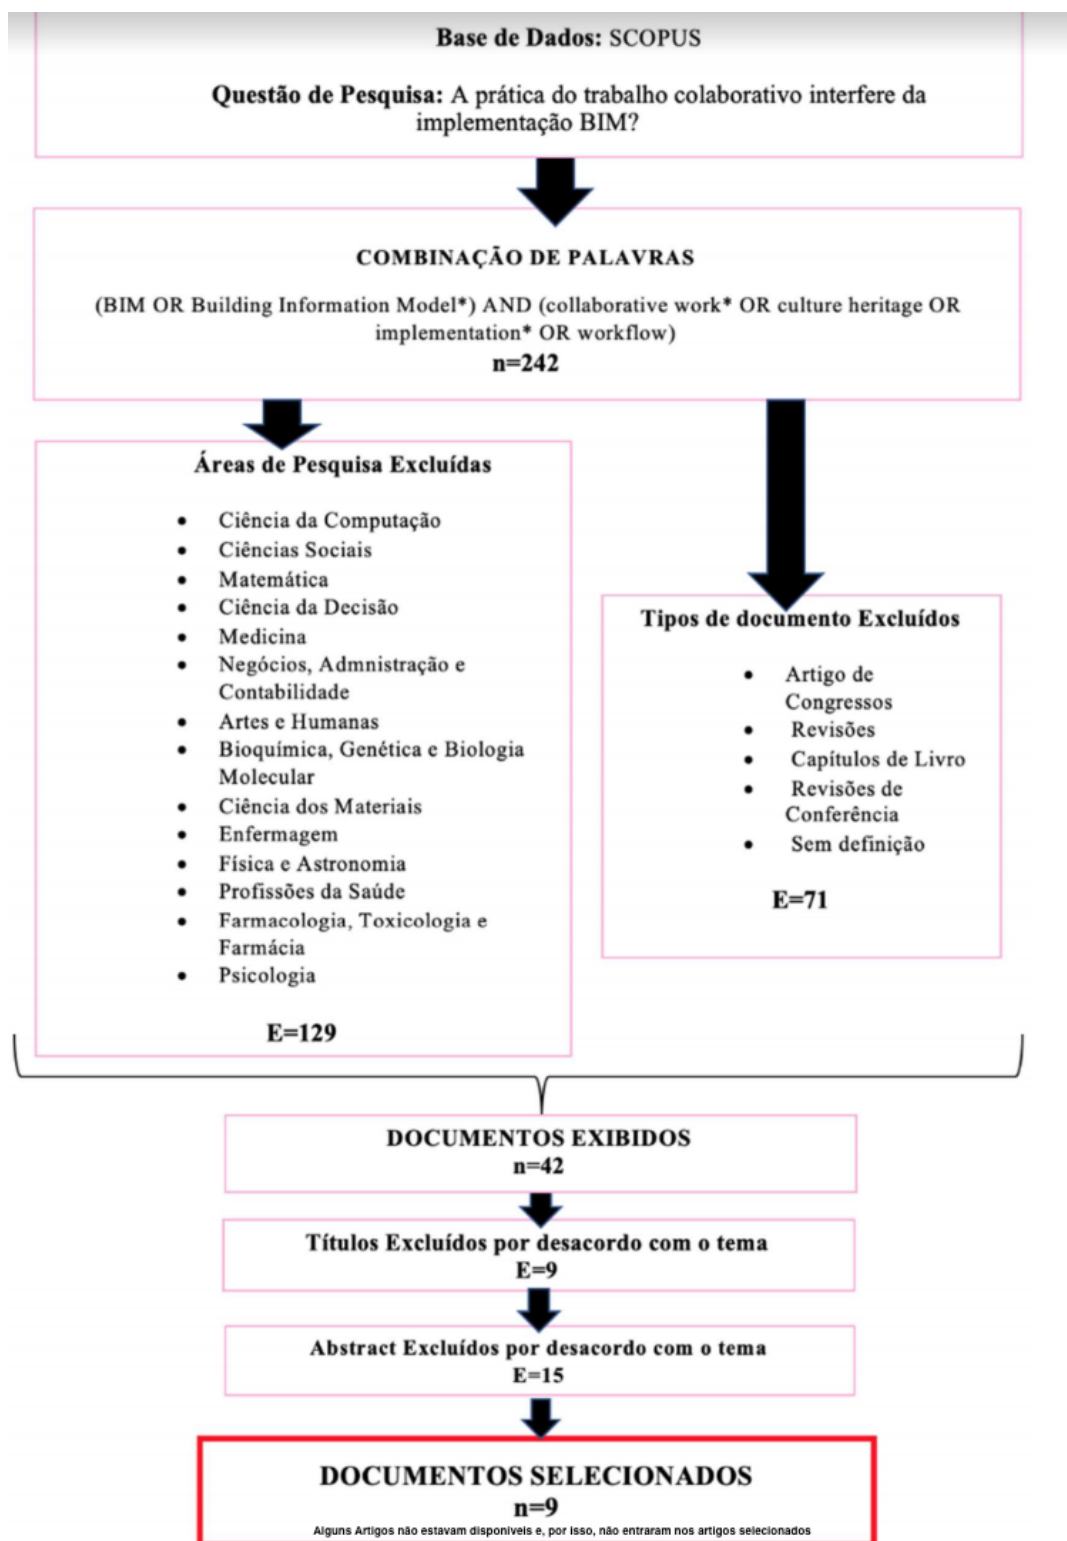 Base de Dados: SCOPUS
Questão de Pesquisa: A prática do trabalho colaborativo interfere da
implementação BIM?
COMBINAÇÃO DE PALAVRAS
(BIM OR Building Information Model*) AND (collaborative work* OR culture heritage OR
implementation* OR workflow)
n=242
Áreas de Pesquisa Excluídas
• Ciência da Computação
• Ciências Sociais
• Matemática
• Ciência da Decisão
• Medicina
• Negócios, Admnistração e
Contabilidade
• Artes e Humanas
• Bioquímica, Genética e Biologia
Molecular
• Ciência dos Materiais
• Enfermagem
• Física e Astronomia
• Profissões da Saúde
• Farmacologia, Toxicologia e
Farmácia
• Psicologia
E=129
Tipos de documento Excluídos
• Artigo de
Congressos
• Revisões
• Capítulos de Livro
• Revisões de
Conferência
• Sem definição
E=71
DOCUMENTOS EXIBIDOS
n=42
Títulos Excluídos por desacordo com o tema
E=9
Abstract Excluídos por desacordo com o tema
E=15
DOCUMENTOS SELECIONADOS
n=9
Alguns Artigos não estavam disponíveis e, por isso, não entraram nos artigos selecionados